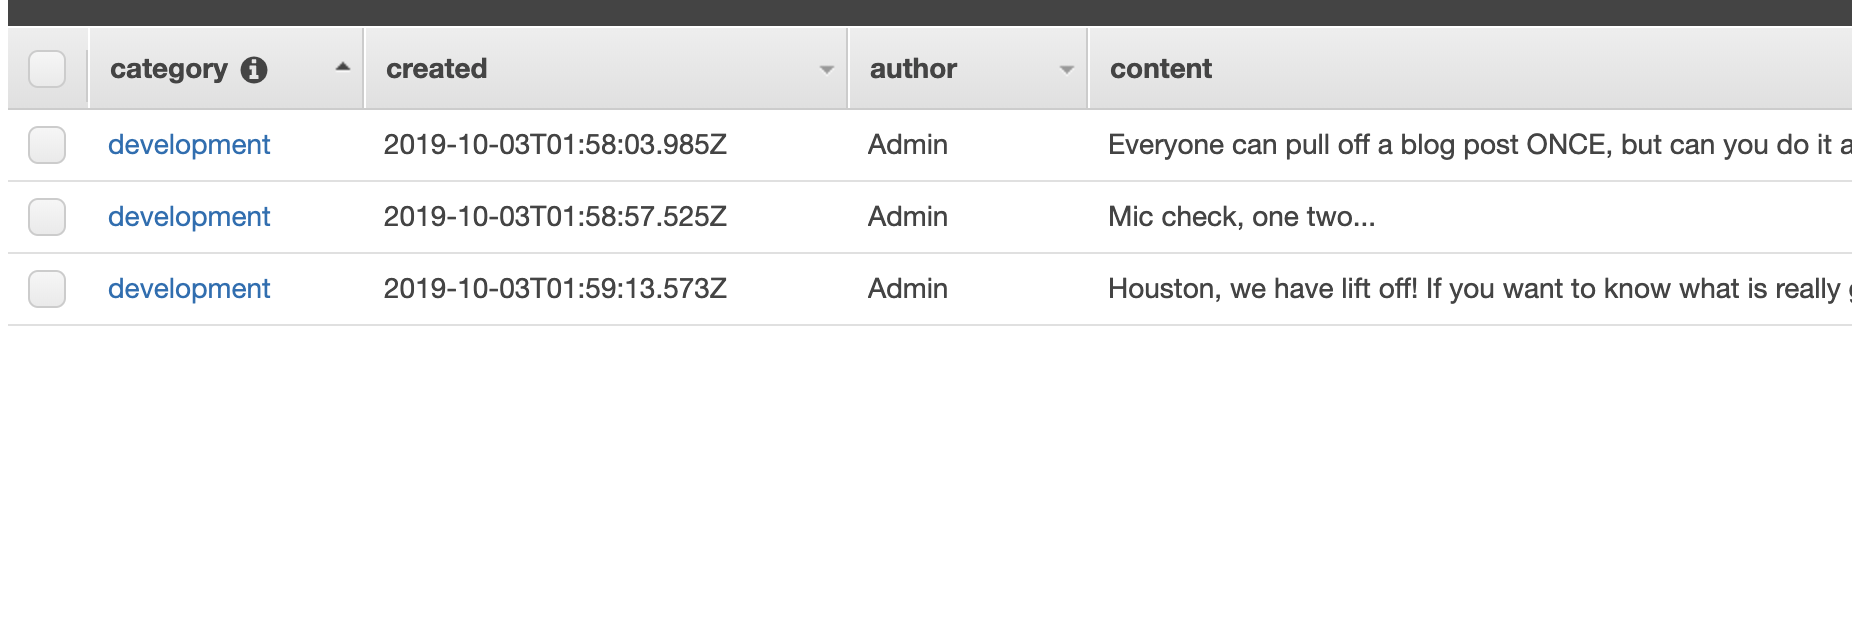 category created author content
development 2019-10-03T01:58:03.985Z Admin Everyone can pull off a blog post ONCE, but can you do it
development 2019-10-03T01:58:57.525Z Admin Mic check, one two...
development 2019-10-03T01:59:13.573Z Admin Houston, we have lift off! If you want to know what is really